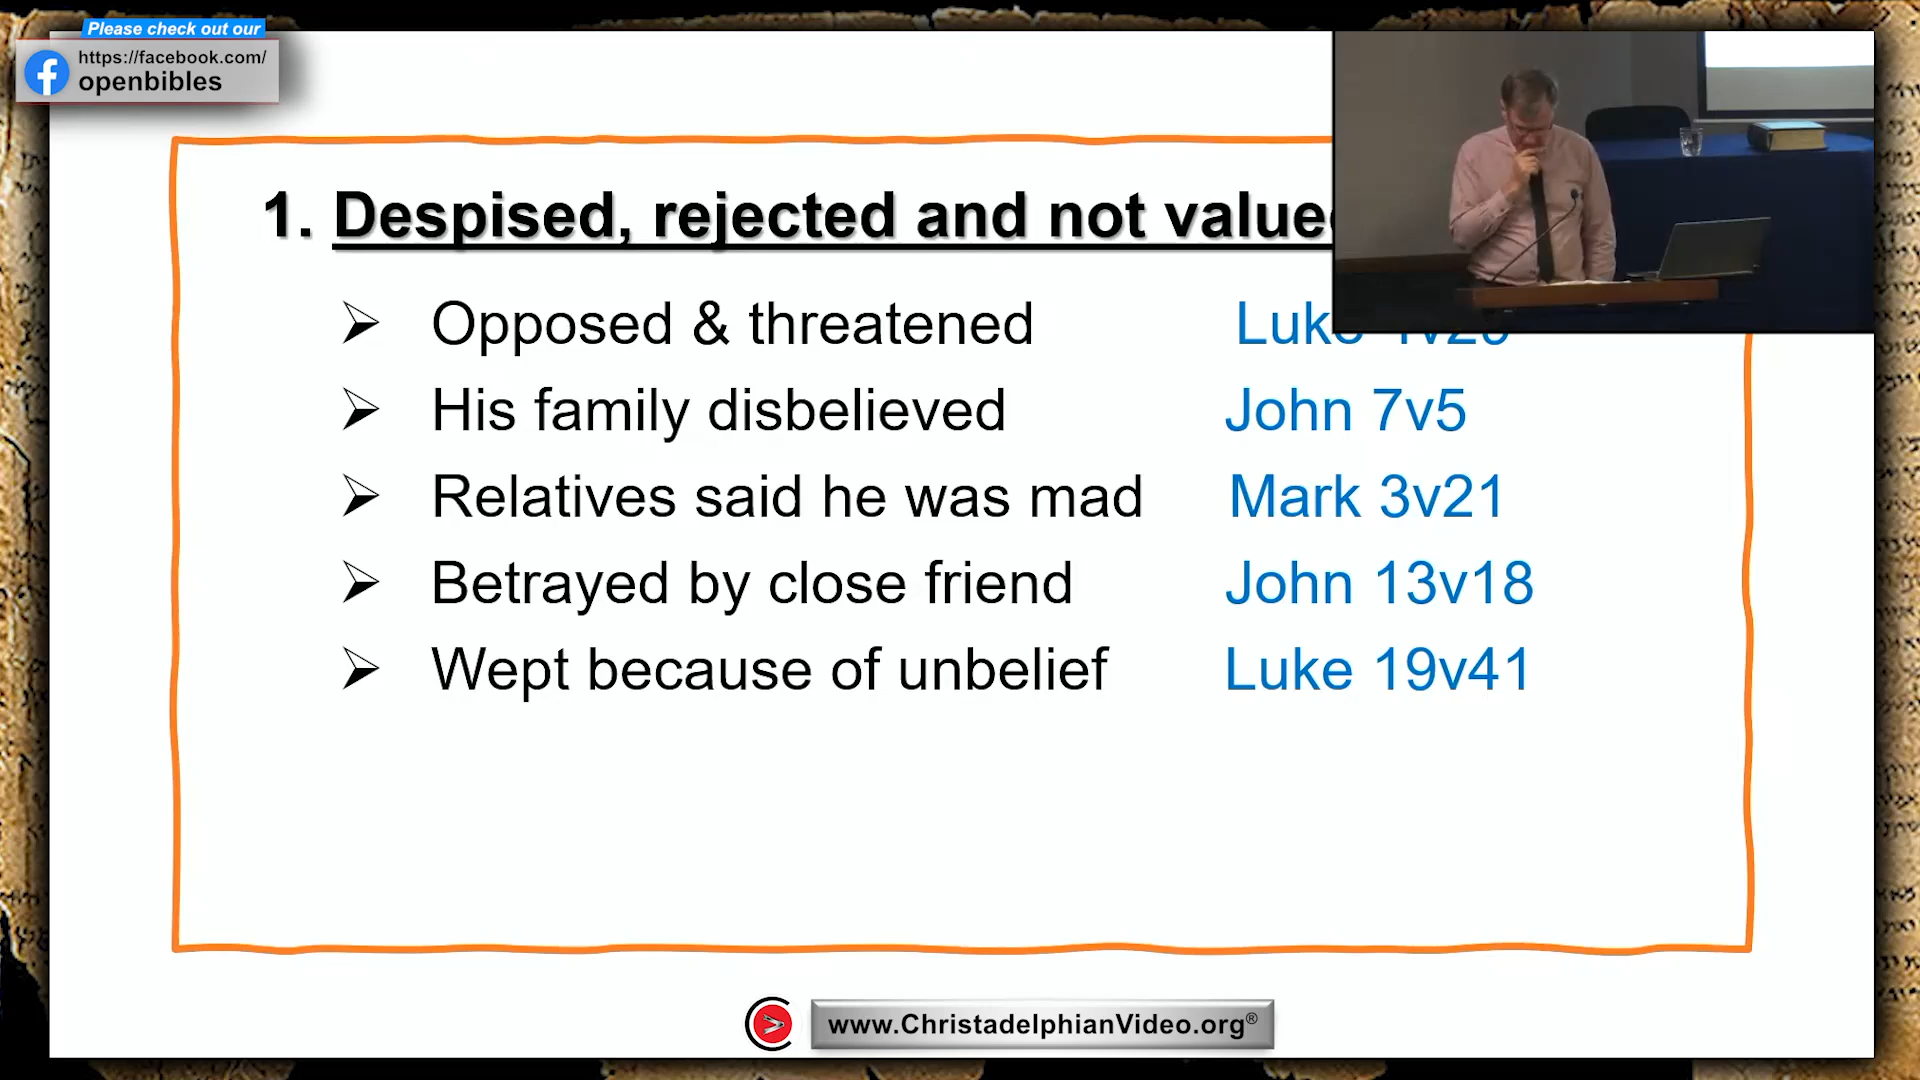 Please check out our
https://facebook.com/
openbibles
1. Despised, rejected and not value
Opposed & threatened
Luke
His family disbelieved John 7v5
Relatives said he was mad Mark 3v21
Betrayed by close friend John 13v18
Wept because of unbelief Luke 19v41
www.ChristadelphianVideo.org®